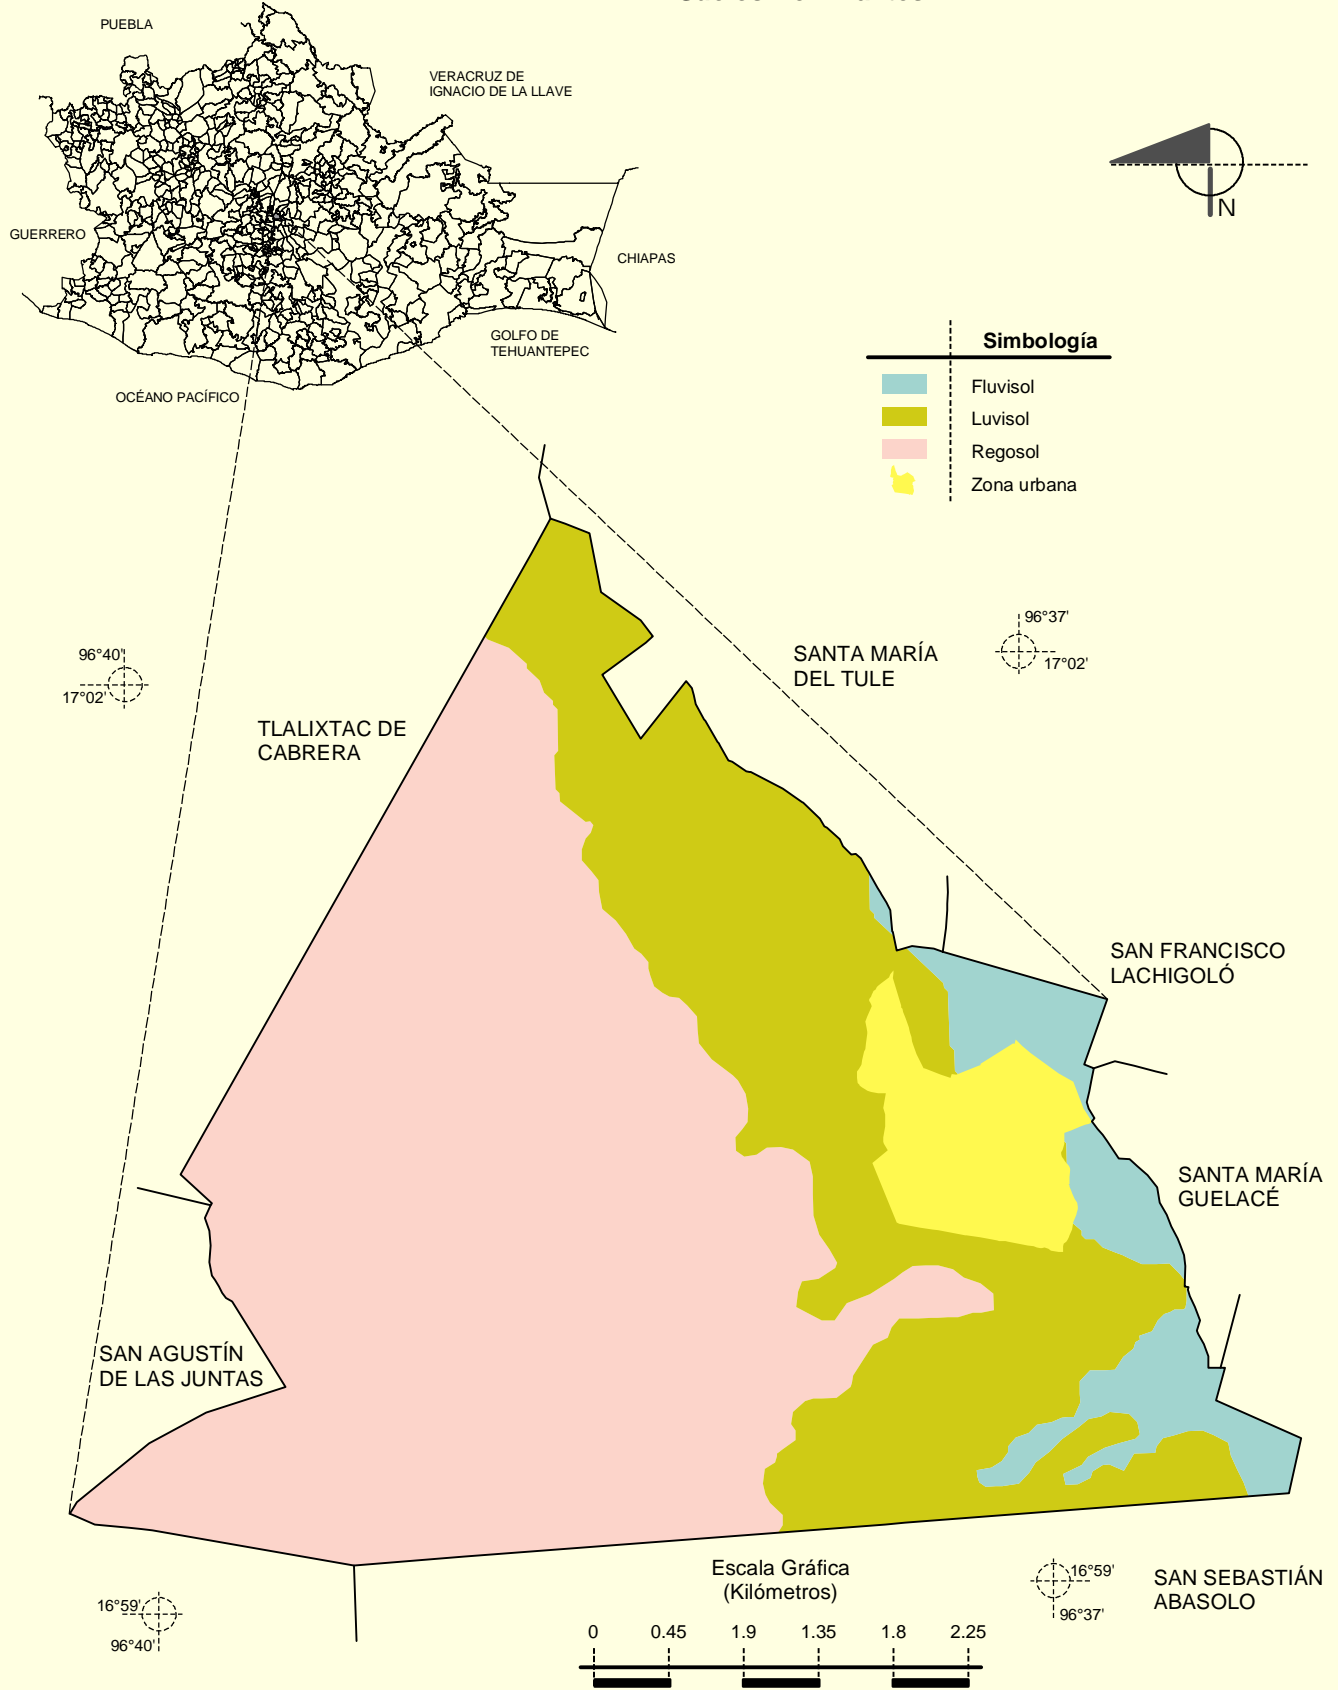 PUEBLA
VERACRUZ DE
IGNACIO DE LA LLAVE
N
GUERRERO
CHIAPAS
GOLFO DE
TEHUANTEPEC
OCÉANO PACÍFICO
Simbología
Fluvisol
Luvisol
Regosol
Zona urbana
96°40'
17°02'
96°37'
17°02'
SANTA MARÍA
DEL TULE
TLALIXTAC DE
CABRERA
SAN FRANCISCO
LACHIGOLÓ
SANTA MARÍA
GUELACÉ
SAN AGUSTÍN
DE LAS JUNTAS
16°59'
96°40'
Escala Gráfica
(Kilómetros)
0 0.45 1.9 1.35 1.8 2.25
16°59'
96°37'
SAN SEBASTIÁN
ABASOLO